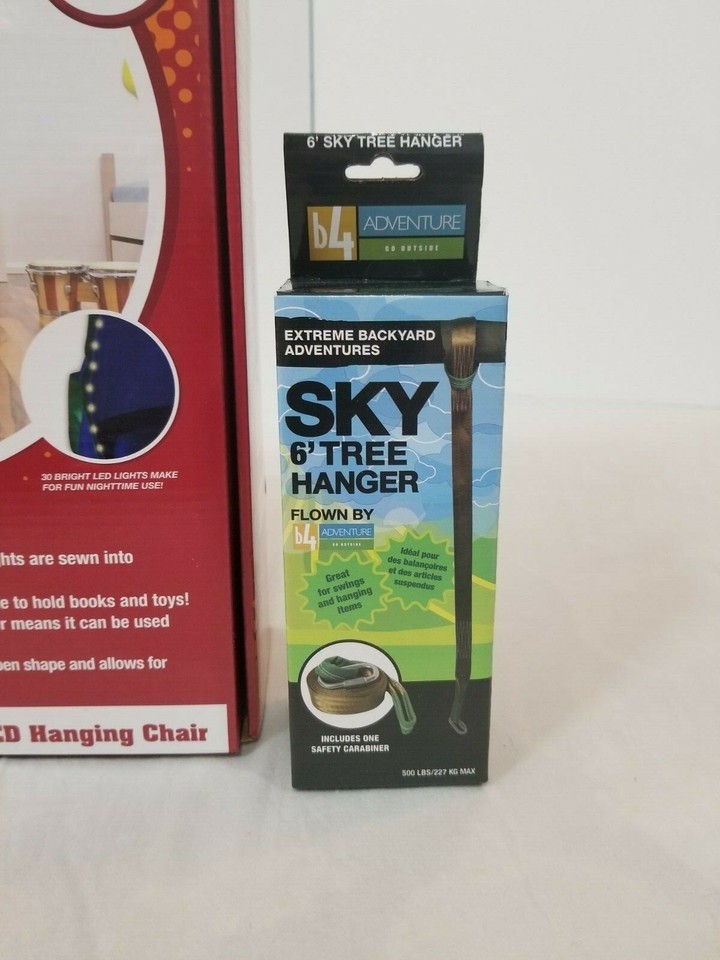 30 BRIGHT LED LIGHTS MAKE
FOR FUN NIGHTTIME USE!
hts are sewn into
e to hold books and toys!
r means it can be used
pen shape and allows for
ED Hanging Chair
6' SKY TREE HANGER
b4 ADVENTURE
GO OUTSIDE
EXTREME BACKYARD
ADVENTURES
SKY
6' TREE
HANGER
FLOWN BY
b4 ADVENTURE
GO OUTSIDE
Great
for swings
and hanging
items
Idéal pour
des balançoires
et des articles
suspendus
INCLUDES ONE
SAFETY CARABINER
500 LBS/227 KG MAX